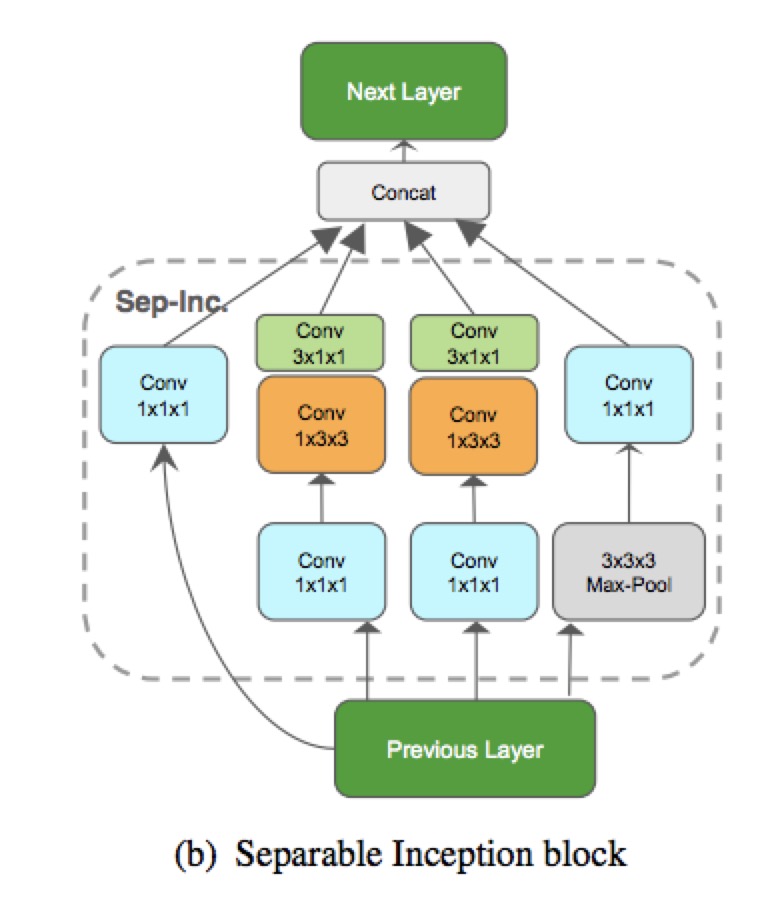 Next Layer
Concat
Sep-Inc.
Conv
3x1x1
Conv
3x1x1
Conv
1x1x1
Conv
1x3x3
Conv
1x3x3
Conv
1x1x1
Conv
1x1x1
Conv
1x1x1
3x3x3
Max-Pool
Previous Layer
(b) Separable Inception block